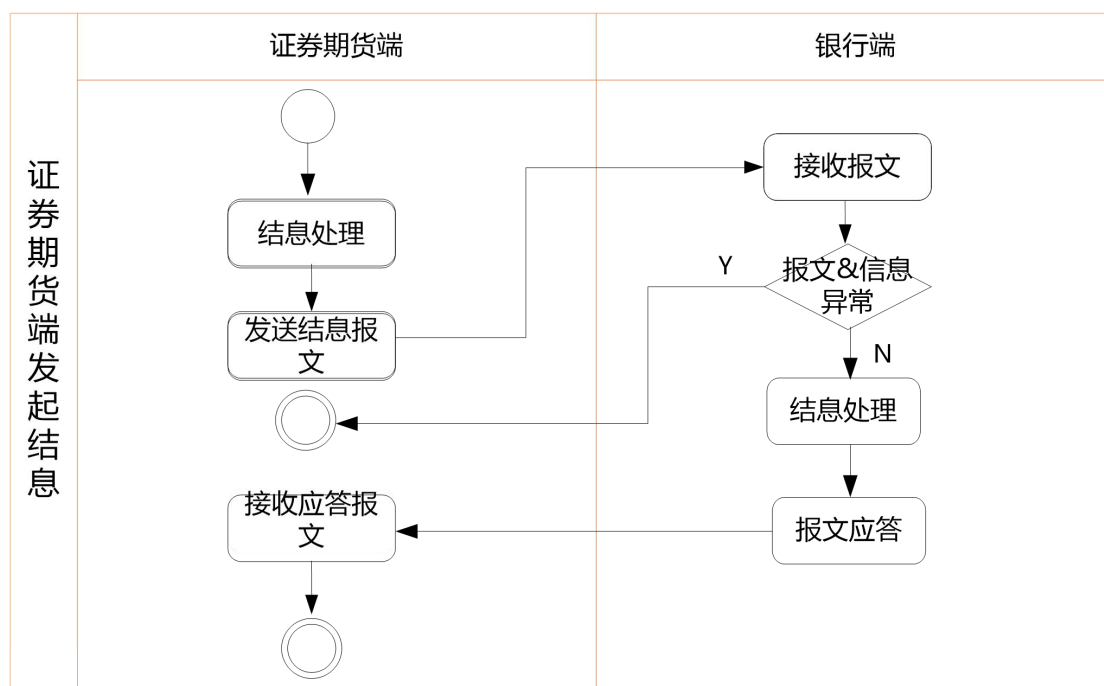 证券期货端
银行端
证券期货端发起结息
结息处理
发送结息报
文
接收报文
报文&信息
异常
Y
N
结息处理
报文应答
接收应答报
文